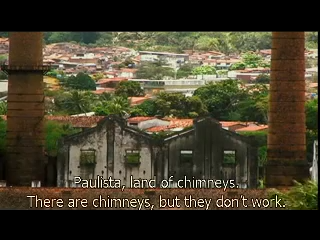 Paulista, land of chimneys.
There are chimneys, but they don't work.